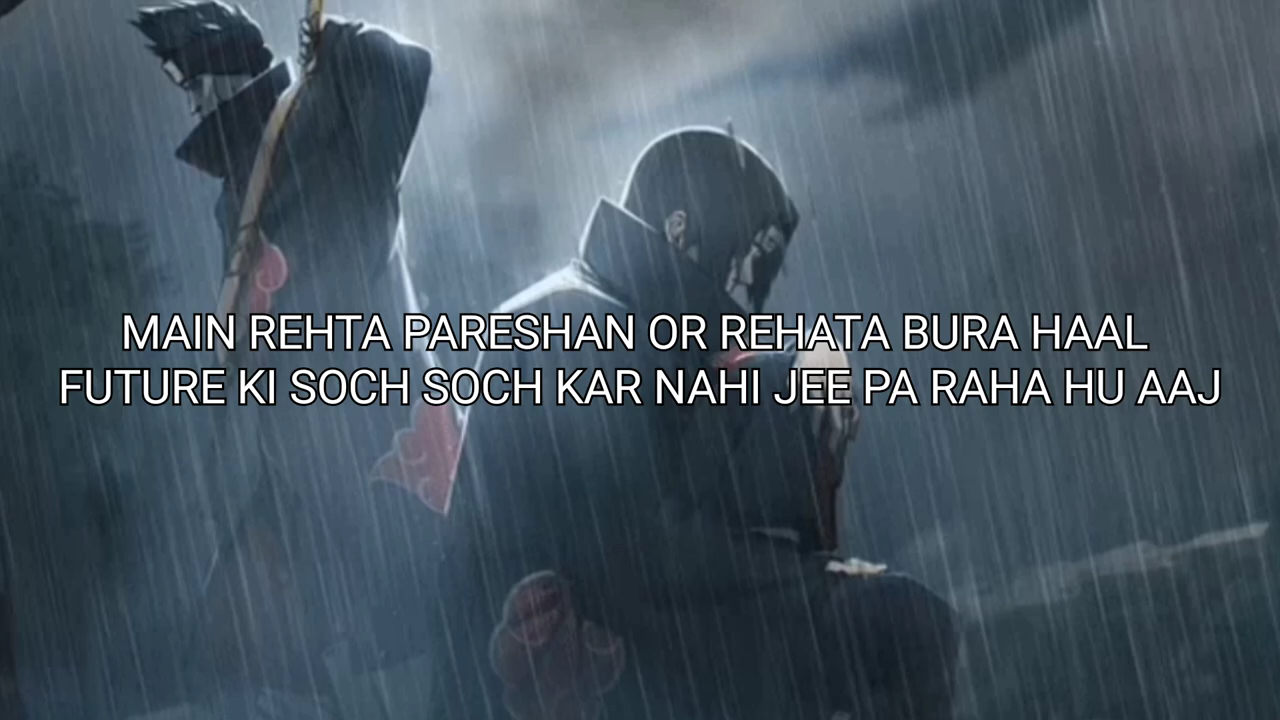 MAIN REHTA PARESHAN OR REHATA BURA HAAL
FUTURE KI SOCH SOCH KAR NAHI JEE PA RAHA HU AAJ